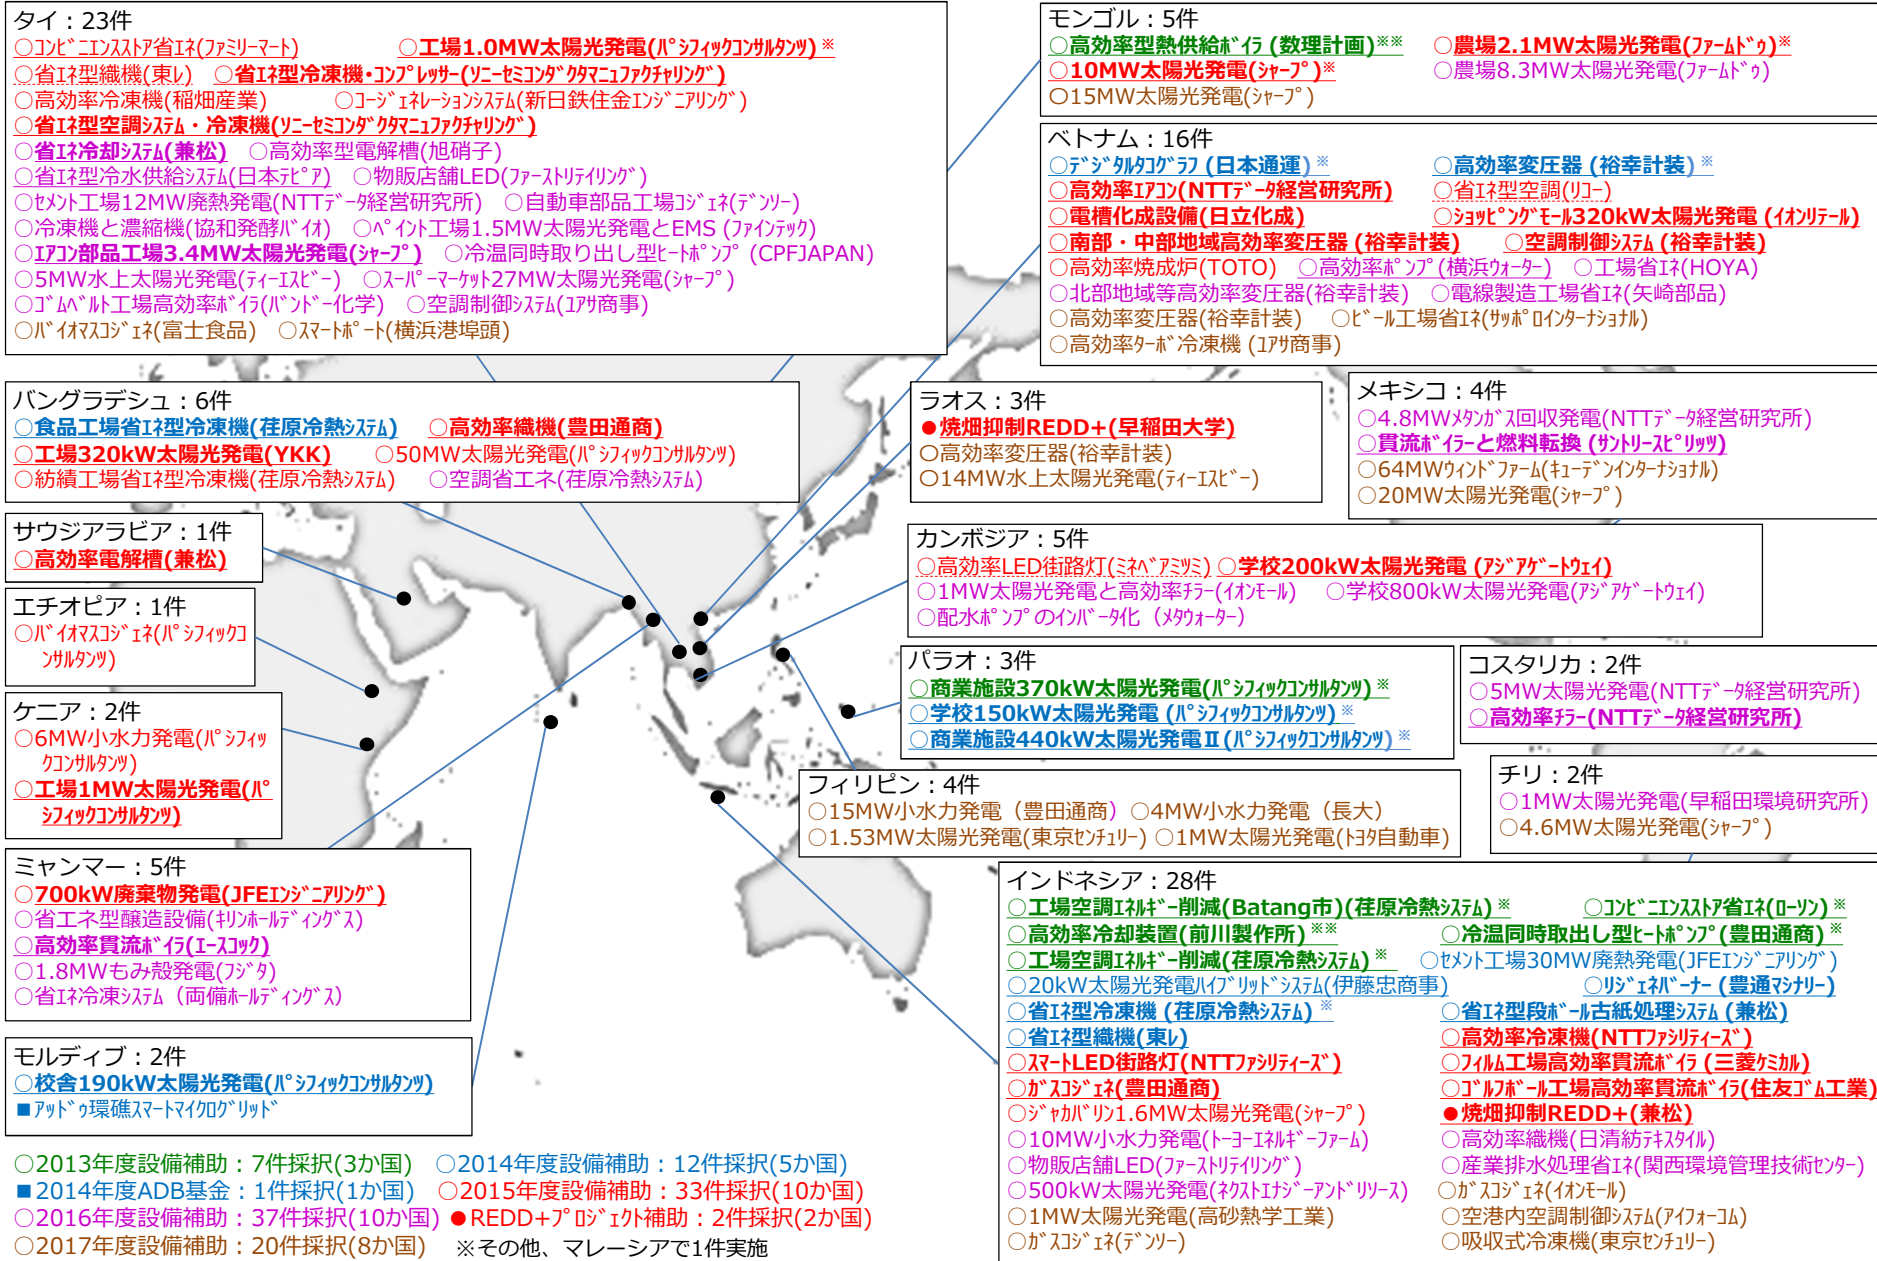 タイ：23件
○ｺﾝﾋﾞﾆｴﾝｽｽﾄｱ省ｴﾈ(ﾌｧﾐﾘｰﾏｰﾄ) ○工場1.0MW太陽光発電(ﾊﾟｼﾌｨｯｸｺﾝｻﾙﾀﾝﾂ)※
○省ｴﾈ型織機(東ﾚ) ○省ｴﾈ型冷凍機・ｺﾝﾌﾟﾚｯｻｰ(ｿﾆｰｾﾐｺﾝﾀﾞｸﾀﾏﾆｭﾌｧｸﾁｬﾘﾝｸﾞ)
○高効率冷凍機(稲畑産業) ○ｺｰｼﾞｪﾈﾚｰｼｮﾝｼｽﾃﾑ(新日鉄住金ｴﾝｼﾞﾆｱﾘﾝｸﾞ)
○省ｴﾈ型空調ｼｽﾃﾑ・冷凍機(ｿﾆｰｾﾐｺﾝﾀﾞｸﾀﾏﾆｭﾌｧｸﾁｬﾘﾝｸﾞ)
○省ｴﾈ冷却ｼｽﾃﾑ(兼松) ○高効率型電解槽(旭硝子)
○省ｴﾈ型冷水供給ｼｽﾃﾑ(日本ﾃﾋﾟｱ) ○物販店舗LED(ﾌｧｰｽﾄﾘﾃｲﾘﾝｸﾞ)
○ｾﾒﾝﾄ工場12MW廃熱発電(NTTﾃﾞｰﾀ経営研究所) ○自動車部品工場ｺｼﾞｪﾈ(ﾃﾞﾝｿｰ)
○冷凍機と濃縮機(協和発酵ﾊﾞｲｵ) ○ﾍﾟｲﾝﾄ工場1.5MW太陽光発電とEMS (ﾌｧｲﾝﾃｯｸ)
○ｴｱｺﾝ部品工場3.4MW太陽光発電(ｼｬｰﾌﾟ) ○冷温同時取り出し型ﾋｰﾄﾎﾟﾝﾌﾟ (CPFJAPAN)
○5MW水上太陽光発電(ﾃｨｰｴｽﾋﾞｰ) ○ｽｰﾊﾟｰﾏｰｹｯﾄ27MW太陽光発電(ｼｬｰﾌﾟ)
○ｺﾞﾑﾍﾞﾙﾄ工場高効率ﾎﾞｲﾗ(ﾊﾞﾝﾄﾞｰ化学) ○空調制御ｼｽﾃﾑ(ﾕｱｻ商事)
○ﾊﾞｲｵﾏｽｺｼﾞｪﾈ(富士食品) ○ｽﾏｰﾄﾎﾟｰﾄ(横浜港埠頭)
モンゴル：5件
○高効率型熱供給ﾎﾞｲﾗ (数理計画)※※ ○農場2.1MW太陽光発電(ﾌｧｰﾑﾄﾞｩ)※
○10MW太陽光発電(ｼｬｰﾌﾟ)※ ○農場8.3MW太陽光発電(ﾌｧｰﾑﾄﾞｩ)
○15MW太陽光発電(ｼｬｰﾌﾟ)
ベトナム：16件
○ﾃﾞｼﾞﾀﾙﾀｺｸﾞﾗﾌ (日本通運) ※ ○高効率変圧器 (裕幸計装) ※
○高効率ｴｱｺﾝ(NTTﾃﾞｰﾀ経営研究所) ○省ｴﾈ型空調(ﾘｺｰ)
○電槽化成設備(日立化成) ○ｼｮｯﾋﾟﾝｸﾞﾓｰﾙ320kW太陽光発電 (ｲｵﾝﾘﾃｰﾙ)
○南部・中部地域高効率変圧器 (裕幸計装) ○空調制御ｼｽﾃﾑ (裕幸計装)
○高効率焼成炉(TOTO) ○高効率ﾎﾟﾝﾌﾟ(横浜ｳｫｰﾀｰ) ○工場省ｴﾈ(HOYA)
○北部地域等高効率変圧器(裕幸計装) ○電線製造工場省ｴﾈ(矢崎部品)
○高効率変圧器(裕幸計装) ○ﾋﾞｰﾙ工場省ｴﾈ(ｻｯﾎﾟﾛｲﾝﾀｰﾅｼｮﾅﾙ)
○高効率ﾀｰﾎﾞ冷凍機 (ﾕｱｻ商事)
バングラデシュ：6件
○食品工場省ｴﾈ型冷凍機(荏原冷熱ｼｽﾃﾑ) ○高効率織機(豊田通商)
○工場320kW太陽光発電(YKK) ○50MW太陽光発電(ﾊﾟｼﾌｨｯｸｺﾝｻﾙﾀﾝﾂ)
○紡績工場省ｴﾈ型冷凍機(荏原冷熱ｼｽﾃﾑ) ○空調省エネ(荏原冷熱ｼｽﾃﾑ)
ラオス：3件
●焼畑抑制REDD+(早稲田大学)
○高効率変圧器(裕幸計装)
○14MW水上太陽光発電(ﾃｨｰｴｽﾋﾞｰ)
メキシコ：4件
○4.8MWﾒﾀﾝｶﾞｽ回収発電(NTTﾃﾞｰﾀ経営研究所)
○貫流ﾎﾞｲﾗｰと燃料転換 (ｻﾝﾄﾘｰｽﾋﾟﾘｯﾂ)
○64MWｳｨﾝﾄﾞﾌｧｰﾑ(ｷｭｰﾃﾞﾝｲﾝﾀｰﾅｼｮﾅﾙ)
○20MW太陽光発電(ｼｬｰﾌﾟ)
サウジアラビア：1件
○高効率電解槽(兼松)
カンボジア：5件
○高効率LED街路灯(ﾐﾈﾍﾞｱﾐﾂﾐ) ○学校200kW太陽光発電 (ｱｼﾞｱｹﾞｰﾄｳｪｲ)
○1MW太陽光発電と高効率ﾁﾗｰ(ｲｵﾝﾓｰﾙ) ○学校800kW太陽光発電(ｱｼﾞｱｹﾞｰﾄｳｪｲ)
○配水ﾎﾟﾝﾌﾟのｲﾝﾊﾞｰﾀ化（ﾒﾀｳｫｰﾀｰ）
エチオピア：1件
○ﾊﾞｲｵﾏｽｺｼﾞｪﾈ(ﾊﾟｼﾌｨｯｸｺ
ﾝｻﾙﾀﾝﾂ)
パラオ：3件
○商業施設370kW太陽光発電(ﾊﾟｼﾌｨｯｸｺﾝｻﾙﾀﾝﾂ)※
○学校150kW太陽光発電 (ﾊﾟｼﾌｨｯｸｺﾝｻﾙﾀﾝﾂ)※
○商業施設440kW太陽光発電Ⅱ(ﾊﾟｼﾌｨｯｸｺﾝｻﾙﾀﾝﾂ)※
コスタリカ：2件
○5MW太陽光発電(NTTﾃﾞｰﾀ経営研究所)
○高効率ﾁﾗｰ(NTTﾃﾞｰﾀ経営研究所)
ケニア：2件
○6MW小水力発電(ﾊﾟｼﾌｨｯ
ｸｺﾝｻﾙﾀﾝﾂ)
○工場1MW太陽光発電(ﾊﾟ
ｼﾌｨｯｸｺﾝｻﾙﾀﾝﾂ)
フィリピン：4件
○15MW小水力発電（豊田通商）○4MW小水力発電（長大）
○1.53MW太陽光発電(東京ｾﾝﾁｭﾘｰ) ○1MW太陽光発電(ﾄﾖﾀ自動車)
チリ：2件
○1MW太陽光発電(早稲田環境研究所)
○4.6MW太陽光発電(ｼｬｰﾌﾟ)
ミャンマー：5件
○700kW廃棄物発電(JFEｴﾝｼﾞﾆｱﾘﾝｸﾞ)
○省エネ型醸造設備(ｷﾘﾝﾎｰﾙﾃﾞｨﾝｸﾞｽ)
○高効率貫流ﾎﾞｲﾗ(ｴｰｽｺｯｸ)
○1.8MWもみ殻発電(ﾌｼﾞﾀ)
○省ｴﾈ冷凍ｼｽﾃﾑ（両備ﾎｰﾙﾃﾞｨﾝｸﾞｽ）
インドネシア：28件
○工場空調ｴﾈﾙｷﾞｰ削減(Batang市)(荏原冷熱ｼｽﾃﾑ)※ ○ｺﾝﾋﾞﾆｴﾝｽｽﾄｱ省ｴﾈ(ﾛｰｿﾝ)※
○高効率冷却装置(前川製作所)※※ ○冷温同時取出し型ﾋｰﾄﾎﾟﾝﾌﾟ(豊田通商)※
○工場空調ｴﾈﾙｷﾞｰ削減(荏原冷熱ｼｽﾃﾑ)※ ○ｾﾒﾝﾄ工場30MW廃熱発電(JFEｴﾝｼﾞﾆｱﾘﾝｸﾞ)
○20kW太陽光発電ﾊｲﾌﾞﾘｯﾄﾞｼｽﾃﾑ(伊藤忠商事) ○ﾘｼﾞｪﾈﾊﾞｰﾅｰ (豊通ﾏｼﾅﾘｰ)
○省ｴﾈ型冷凍機 (荏原冷熱ｼｽﾃﾑ) ※ ○省ｴﾈ型段ﾎﾞｰﾙ古紙処理ｼｽﾃﾑ (兼松)
○省ｴﾈ型織機(東ﾚ) ○高効率冷凍機(NTTﾌｧｼﾘﾃｨｰｽﾞ)
○ｽﾏｰﾄLED街路灯(NTTﾌｧｼﾘﾃｨｰｽﾞ) ○ﾌｨﾙﾑ工場高効率貫流ﾎﾞｲﾗ (三菱ｹﾐｶﾙ)
○ｶﾞｽｺｼﾞｪﾈ(豊田通商) ○ｺﾞﾙﾌﾎﾞｰﾙ工場高効率貫流ﾎﾞｲﾗ(住友ｺﾞﾑ工業)
○ｼﾞｬｶﾊﾞﾘﾝ1.6MW太陽光発電(ｼｬｰﾌﾟ) ●焼畑抑制REDD+(兼松)
○10MW小水力発電(ﾄｰﾖｰｴﾈﾙｷﾞｰﾌｧｰﾑ) ○高効率織機(日清紡ﾃｷｽﾀｲﾙ)
○物販店舗LED(ﾌｧｰｽﾄﾘﾃｲﾘﾝｸﾞ) ○産業排水処理省ｴﾈ(関西環境管理技術ｾﾝﾀｰ)
○500kW太陽光発電(ﾈｸｽﾄｴﾅｼﾞｰｱﾝﾄﾞﾘｿｰｽ) ○ｶﾞｽｺｼﾞｪﾈ(ｲｵﾝﾓｰﾙ)
○1MW太陽光発電(高砂熱学工業) ○空港内空調制御ｼｽﾃﾑ(ｱｲﾌｫｰｺﾑ)
○ｶﾞｽｺｼﾞｪﾈ(ﾃﾞﾝｿｰ) ○吸収式冷凍機(東京ｾﾝﾁｭﾘｰ)
モルディブ：2件
○校舎190kW太陽光発電(ﾊﾟｼﾌｨｯｸｺﾝｻﾙﾀﾝﾂ)
■ｱｯﾄﾞｩ環礁ｽﾏｰﾄﾏｲｸﾛｸﾞﾘｯﾄﾞ
○2013年度設備補助：7件採択(3か国) ○2014年度設備補助：12件採択(5か国)
■2014年度ADB基金：1件採択(1か国) ○2015年度設備補助：33件採択(10か国)
○2016年度設備補助：37件採択(10か国) ●REDD+ﾌﾟﾛｼﾞｪｸﾄ補助：2件採択(2か国)
○2017年度設備補助：20件採択(8か国) ※その他、マレーシアで1件実施